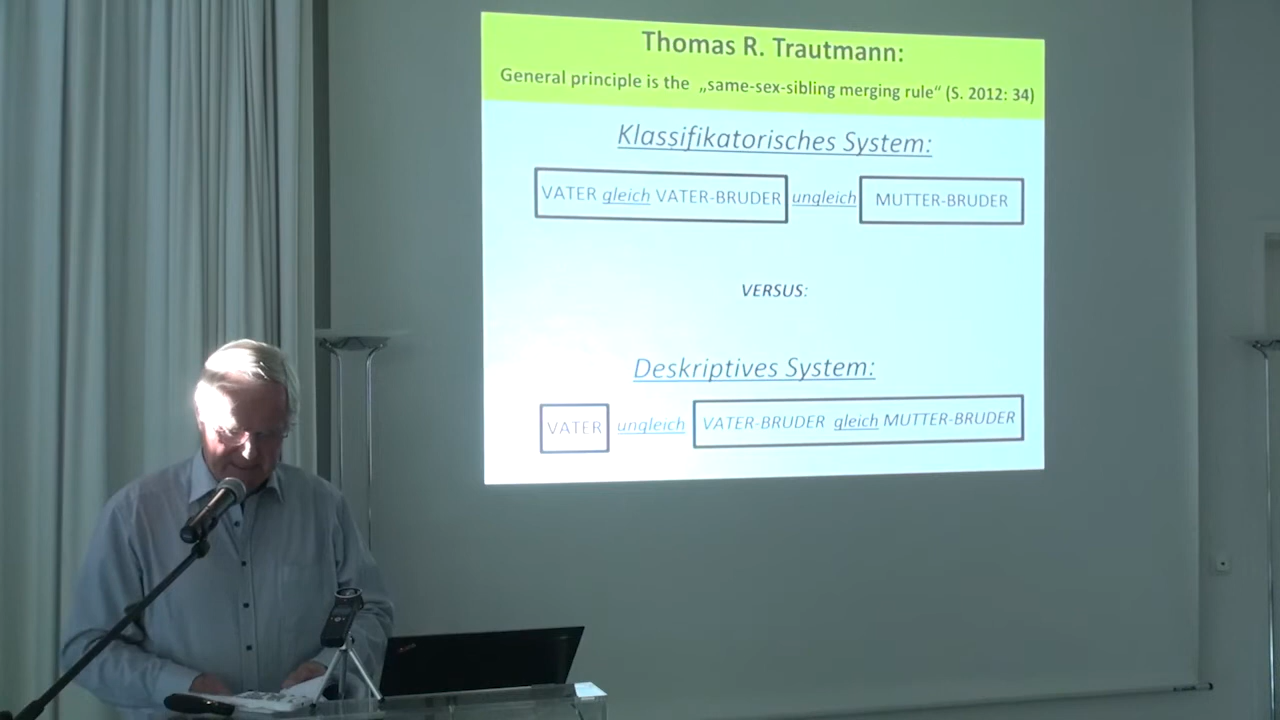 Thomas R. Trautmann:
General principle is the „same-sex-sibling merging rule“ (S. 2012: 34)
Klassifikatorisches System:
VATER gleich VATER-BRUDER ungleich MUTTER-BRUDER
VERSUS:
Deskriptives System:
VATER ungleich VATER-BRUDER gleich MUTTER-BRUDER